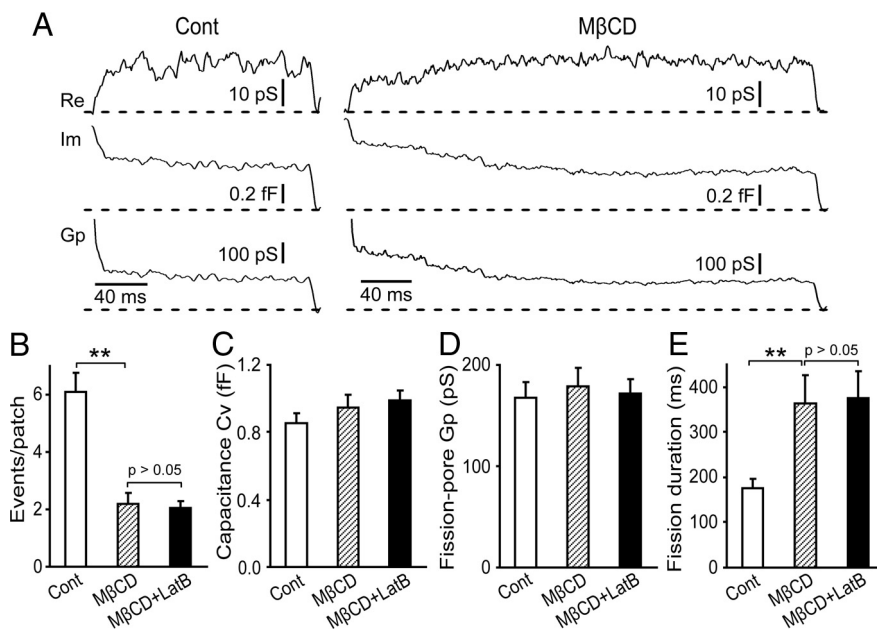 A
Cont
MβCD
Re
10 pS
10 pS
Im
0.2 fF
0.2 fF
Gp
100 pS
100 pS
40 ms
40 ms
B
Events/patch
6
4
2
0
**
p > 0.05
Cont
MβCD
MβCD+LatB
C
Capacitance Cv (fF)
1.2
0.8
0.4
0.0
Cont
MβCD
MβCD+LatB
D
Fission-pore Gp (pS)
200
100
0
Cont
MβCD
MβCD+LatB
E
Fission duration (ms)
400
300
200
100
0
**
p > 0.05
Cont
MβCD
MβCD+LatB